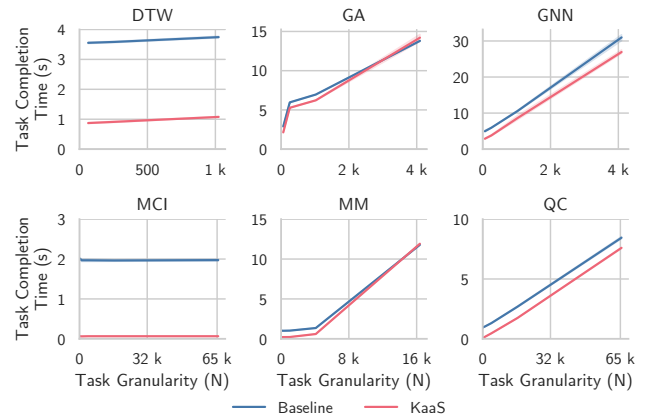 DTW
GA
GNN
Task Completion
Time (s)
4
3
2
1
0
0
500
1 k
15
10
5
0
0
2 k
4 k
30
20
10
0
0
2 k
4 k
MCI
MM
QC
Task Completion
Time (s)
3
2
1
0
0
32 k
65 k
15
10
5
0
0
8 k
16 k
10
5
0
0
32 k
65 k
Task Granularity (N)
Task Granularity (N)
Task Granularity (N)
Baseline
KaaS